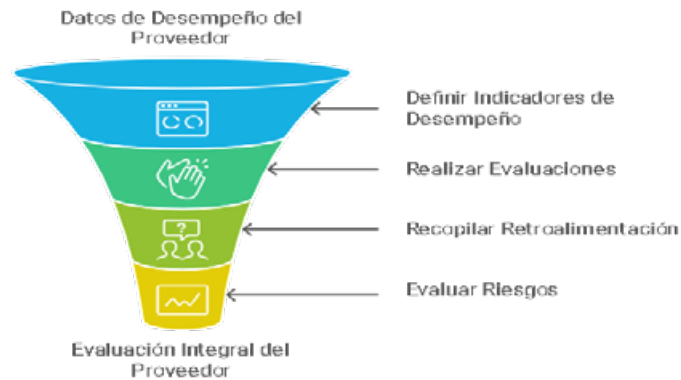 Datos de Desempeño del
Proveedor
Definir Indicadores de
Desempeño
Realizar Evaluaciones
?
Recopilar Retroalimentación
Evaluar Riesgos
Evaluación Integral del
Proveedor